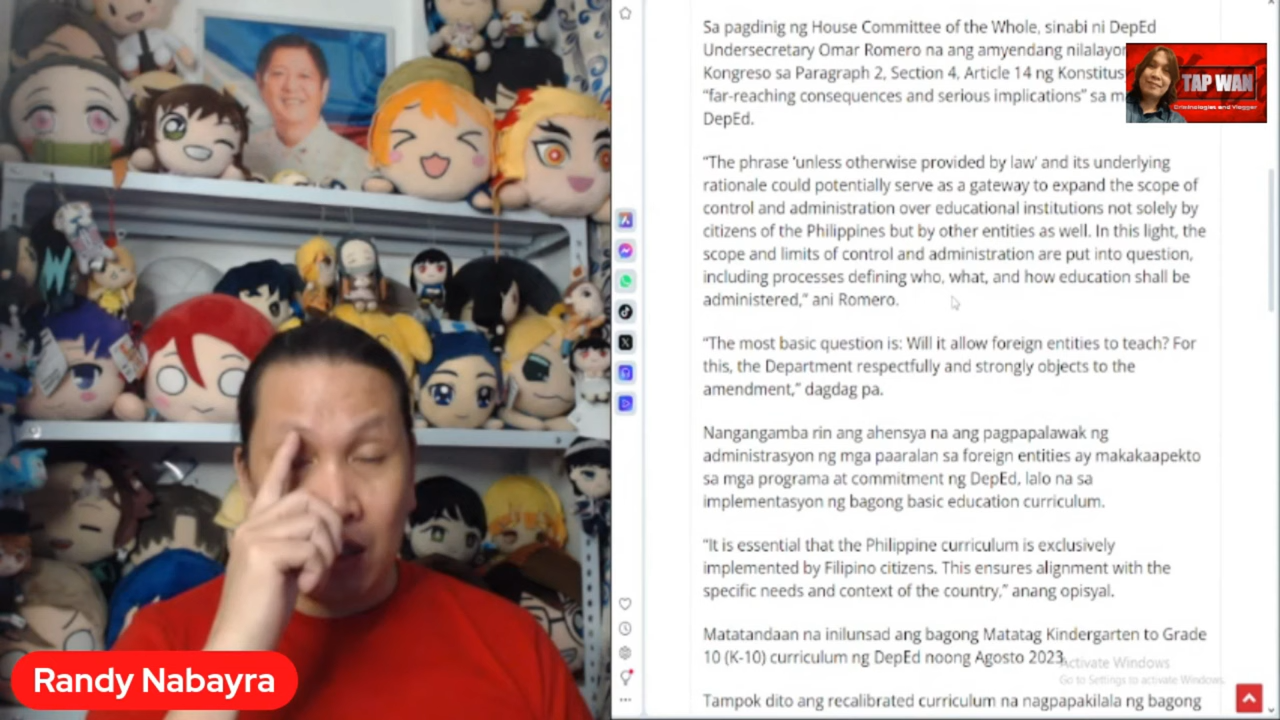 Sa pagdinig ng House Committee of the Whole, sinabi ni DepEd
Undersecretary Omar Romero na ang amyendang
Kongreso sa Paragraph 2, Section 4, Article 14 ng
“far-reaching consequences and serious implications” sa
DepEd.
TAP WAN
Criminologist and Vlogger
“The phrase ‘unless otherwise provided by law’ and its underlying
rationale could potentially serve as a gateway to expand the scope of
control and administration over educational institutions not solely by
citizens of the Philippines but by other entities as well. In this light, the
scope and limits of control and administration are put into question,
including processes defining who, what, and how education shall be
administered,” ani Romero.
“The most basic question is: Will it allow foreign entities to teach? For
this, the Department respectfully and strongly objects to the
amendment,” dagdag pa.
Nangangamba rin ang ahensya na ang pagpapalawak ng
administrasyon ng mga paaralan sa foreign entities ay makakaapekto
sa mga programa at commitment ng DepEd, lalo na sa
implementasyon ng bagong basic education curriculum.
“It is essential that the Philippine curriculum is exclusively
implemented by Filipino citizens. This ensures alignment with the
specific needs and context of the country,” anang opisyal.
Matatandaan na inilunsad ang bagong Matatag Kindergarten to Grade
10 (K-10) curriculum ng DepEd noong Agosto 2023.
Activate Windows
Go to Settings to activate Windows.
Tampok dito ang recalibrated curriculum na nagpapakilala ng bagong
Randy Nabayra